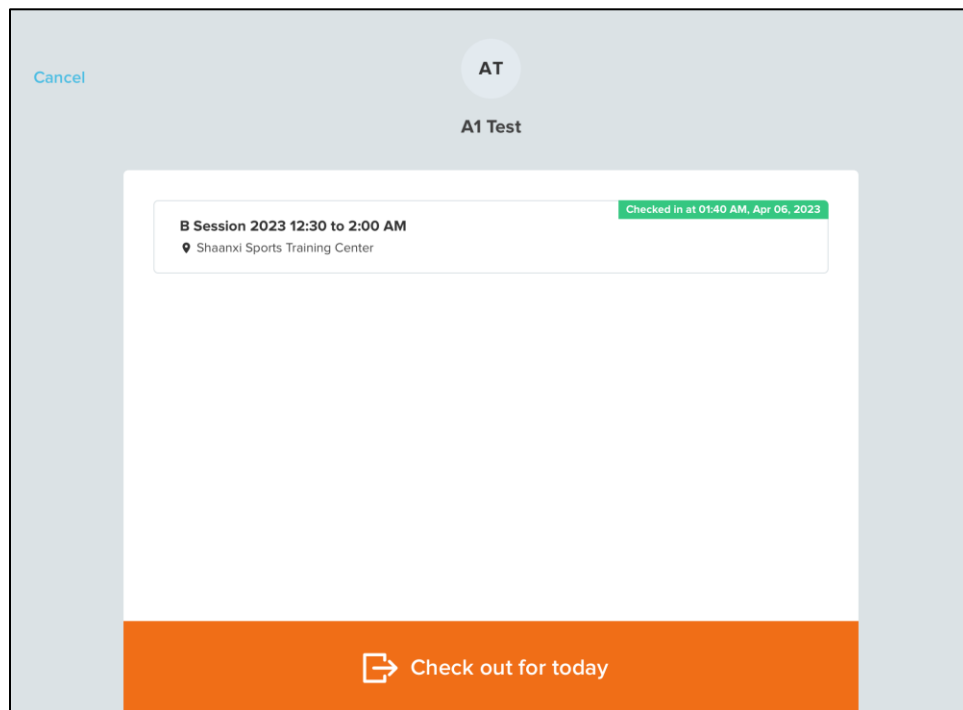 Cancel
AT
A1 Test
Checked in at 01:40 AM, Apr 06, 2023
B Session 2023 12:30 to 2:00 AM
Shaanxi Sports Training Center
Check out for today